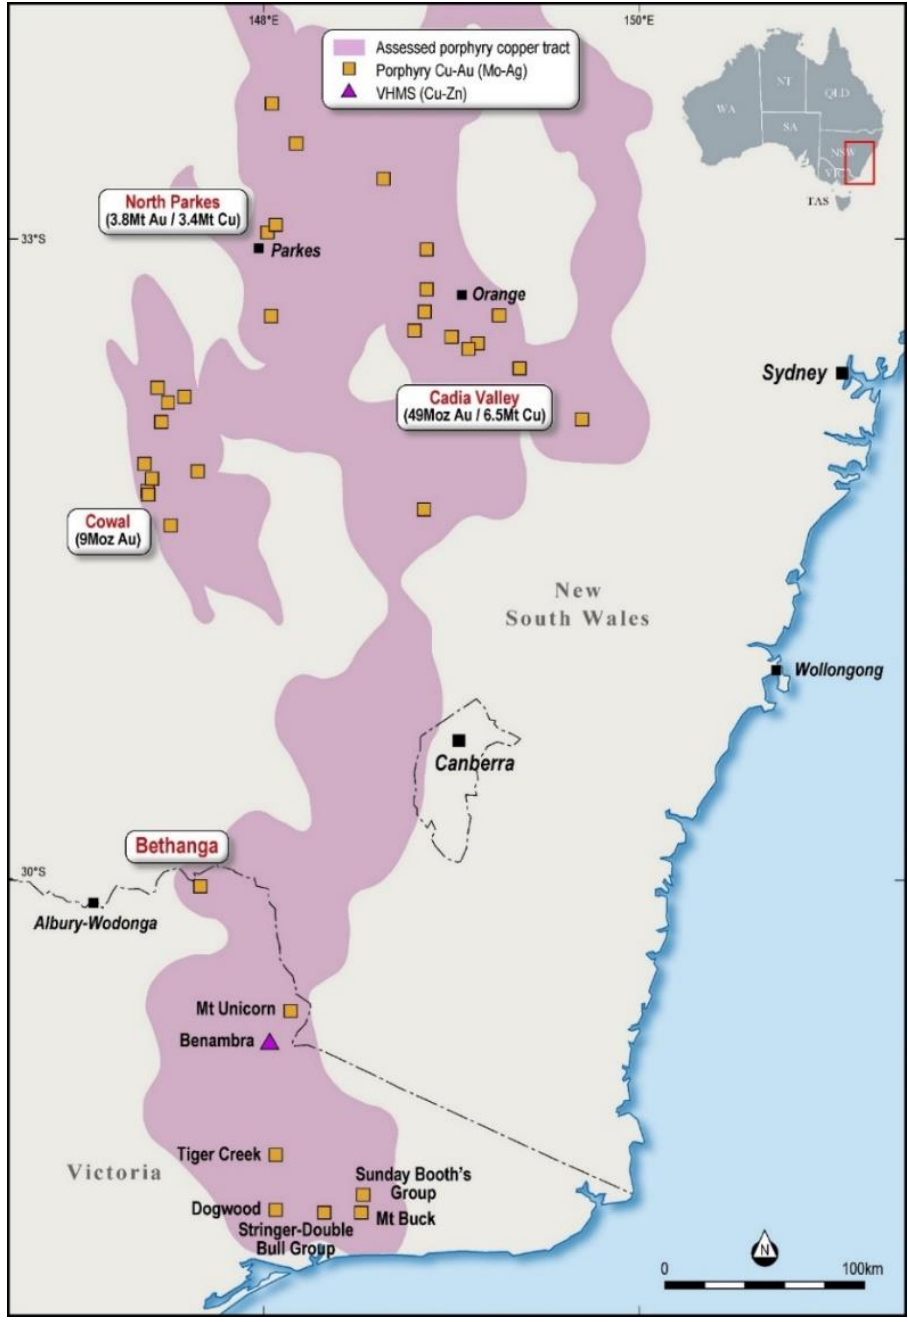 148°E
150°E
Assessed porphyry copper tract
Porphyry Cu-Au (Mo-Ag)
VHMS (Cu-Zn)
WA
NT
QLD
SA
NSW
VIC
TAS
North Parkes
(3.8Mt Au / 3.4Mt Cu)
33°S
Parkes
Orange
Sydney
Cadia Valley
(49Moz Au / 6.5Mt Cu)
Cowal
(9Moz Au)
New
South Wales
Wollongong
Canberra
Bethanga
30°S
Albury-Wodonga
Mt Unicorn
Benambra
Tiger Creek
Victoria
Sunday Booth's
Group
Dogwood
Mt Buck
Stringer-Double
Bull Group
N
0
100km